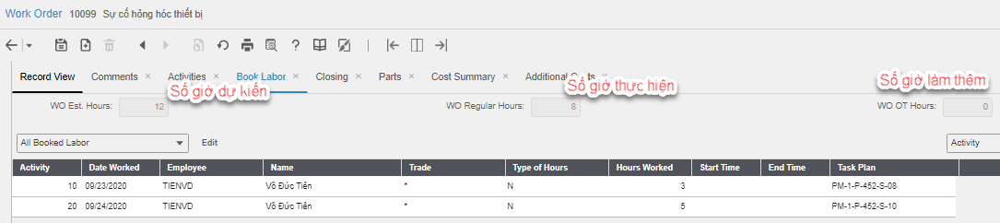 Work Order 10099 Sự cố hỏng hóc thiết bị
Record View Comments × Activities × Book Labor × Closing × Parts × Cost Summary × Additional ts ×
Số giờ dự kiến Số giờ thực hiện Số giờ làm thêm
WO Est. Hours: 12 WO Regular Hours: 8 WO OT Hours: 0
All Booked Labor Edit Activity
Activity Date Worked Employee Name Trade Type of Hours Hours Worked Start Time End Time Task Plan
10 09/23/2020 TIENVD Võ Đức Tiên * N 3 PM-1-P-452-S-08
20 09/24/2020 TIENVD Võ Đức Tiên * N 5 PM-1-P-452-S-10